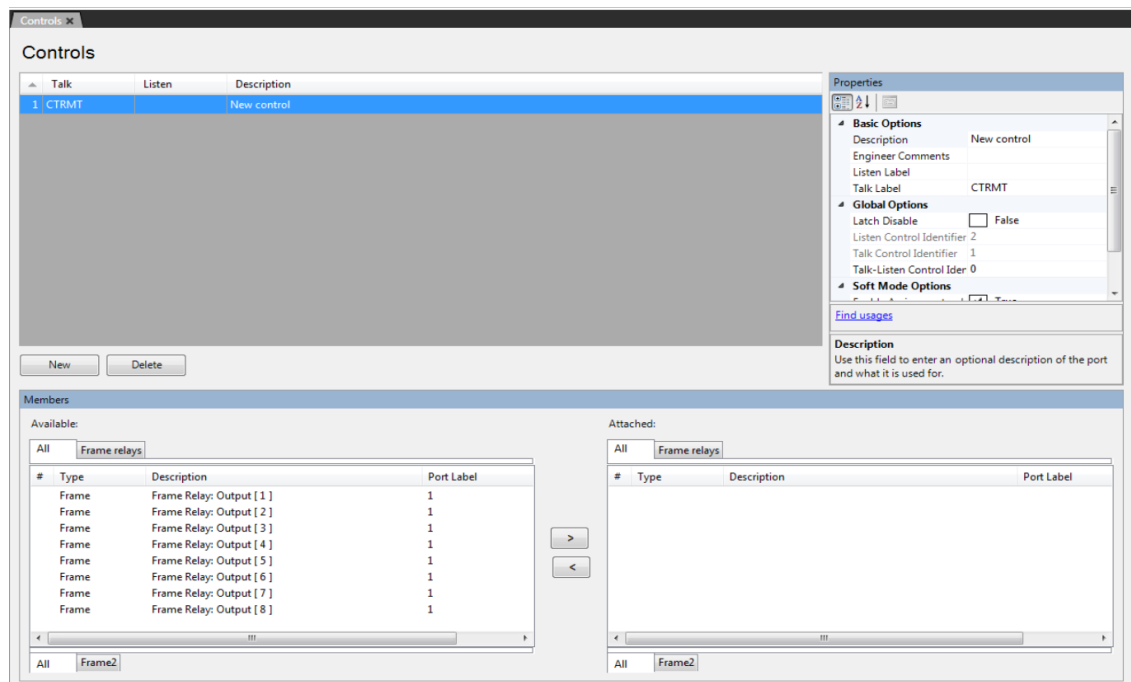 Controls ×
Controls
Talk Listen Description
1 CTRMT New control
New Delete
Properties
Basic Options
Description New control
Engineer Comments
Listen Label
Talk Label CTRMT
Global Options
Latch Disable False
Listen Control Identifier 2
Talk Control Identifier 1
Talk-Listen Control Ider 0
Soft Mode Options
Find usages
Description
Use this field to enter an optional description of the port
and what it is used for.
Members
Available:
All Frame relays
# Type Description Port Label
Frame Frame Relay: Output [ 1 ] 1
Frame Frame Relay: Output [ 2 ] 1
Frame Frame Relay: Output [ 3 ] 1
Frame Frame Relay: Output [ 4 ] 1
Frame Frame Relay: Output [ 5 ] 1
Frame Frame Relay: Output [ 6 ] 1
Frame Frame Relay: Output [ 7 ] 1
Frame Frame Relay: Output [ 8 ] 1
All Frame2
>
<
Attached:
All Frame relays
# Type Description Port Label
All Frame2